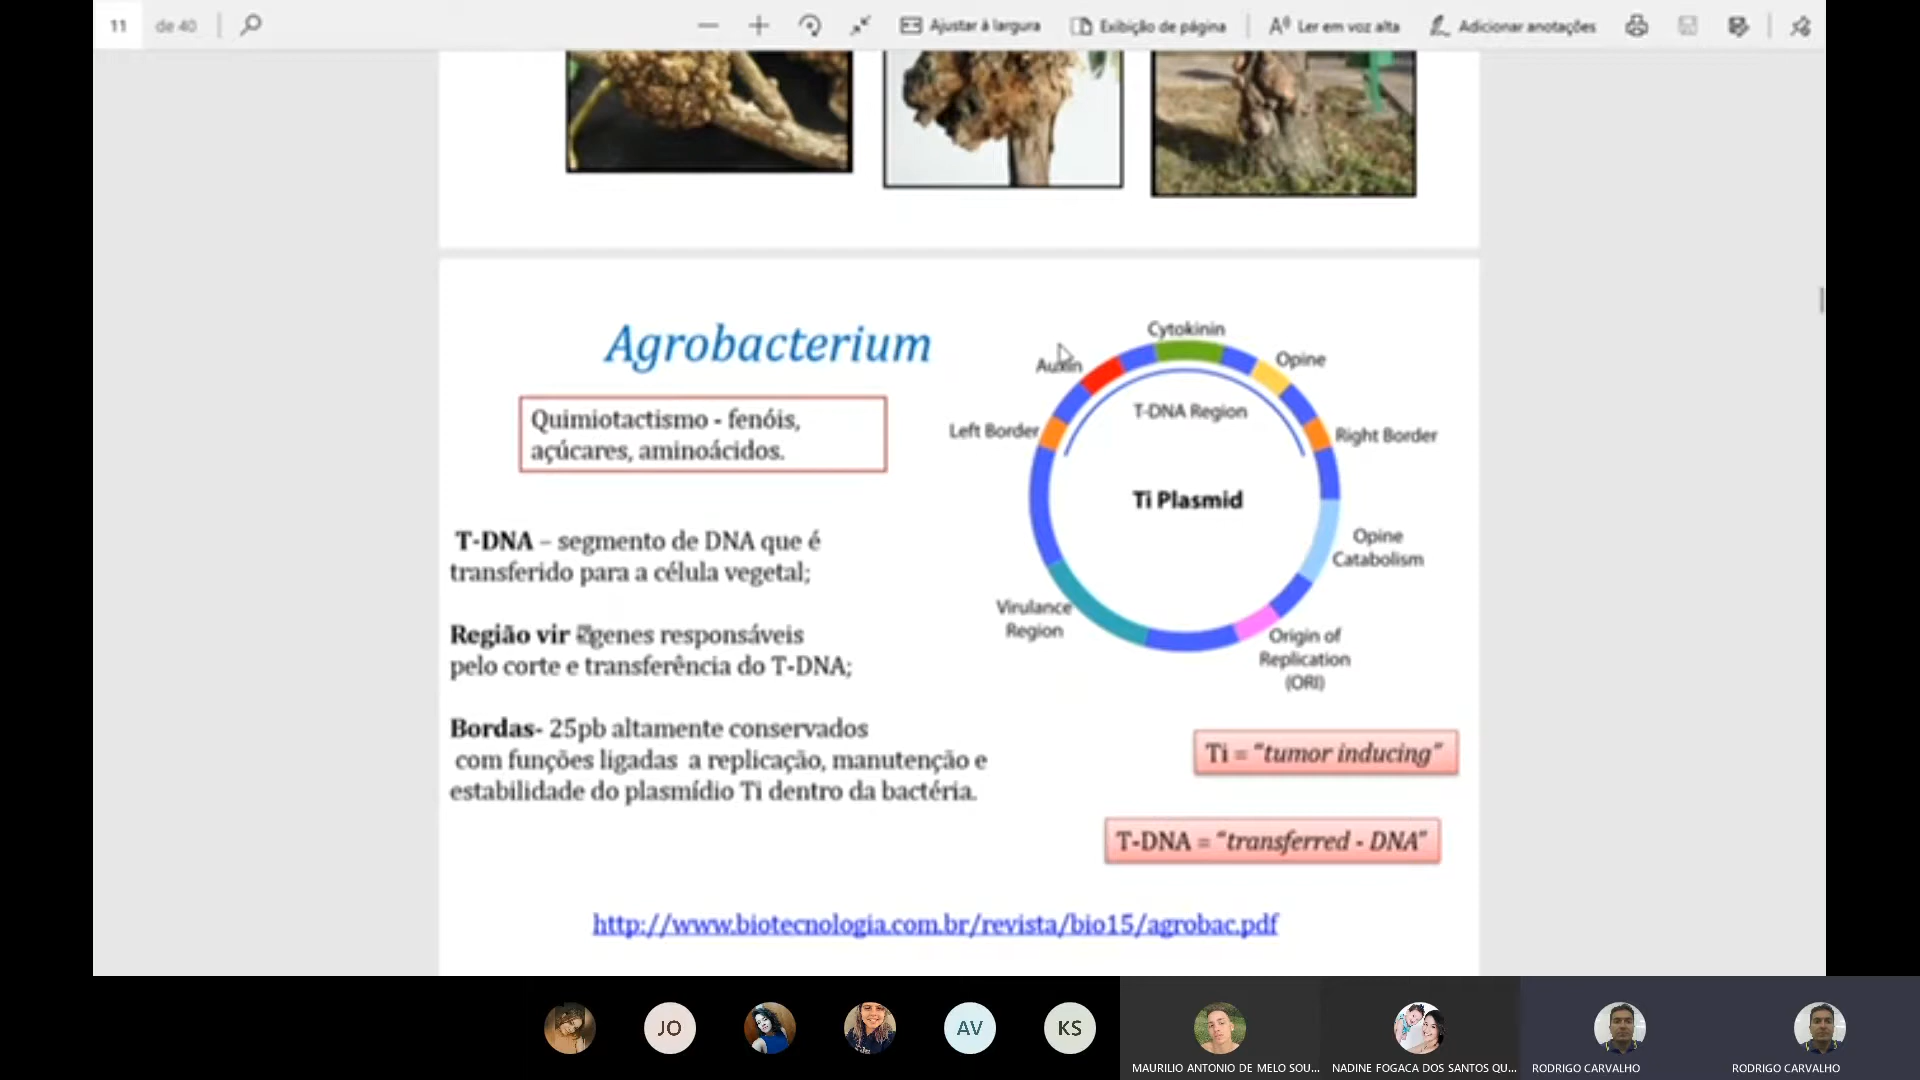 11 de 40
Ajustar à largura
Exibição de página
Ler em voz alta
Adicionar anotações
Agrobacterium
Quimiotactismo - fenóis,
açúcares, aminoácidos.
T-DNA – segmento de DNA que é
transferido para a célula vegetal;
Região vir genes responsáveis
pelo corte e transferência do T-DNA;
Bordas- 25pb altamente conservados
com funções ligadas a replicação, manutenção e
estabilidade do plasmídio Ti dentro da bactéria.
Cytokinin
Auxin
Opine
T-DNA Region
Left Border
Right Border
Ti Plasmid
Opine
Catabolism
Virulance
Region
Origin of
Replication
(ORI)
Ti = “tumor inducing”
T-DNA = “transferred - DNA”
http://www.biotecnologia.com.br/revista/bio15/agrobac.pdf
JO
AV
KS
MAURILIO ANTONIO DE MELO SOU...
NADINE FOGACA DOS SANTOS QU...
RODRIGO CARVALHO
RODRIGO CARVALHO